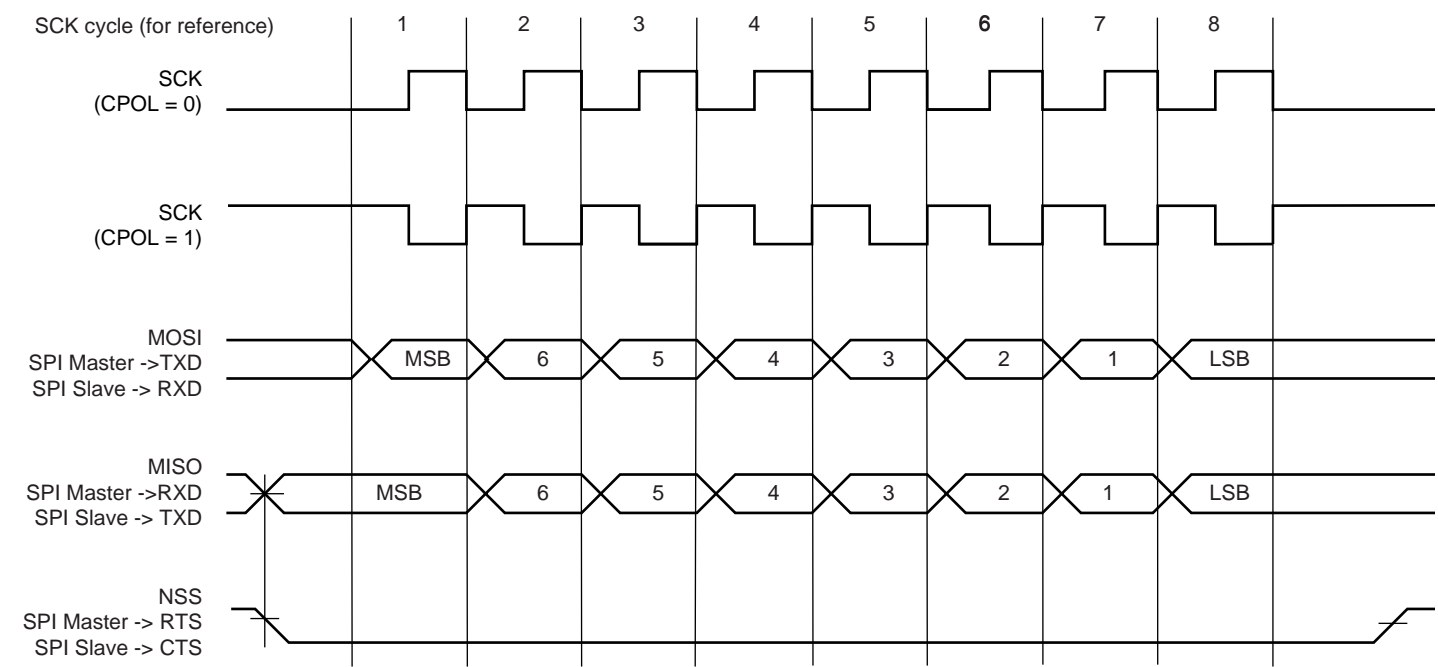 SCK cycle (for reference) 1 2 3 4 5 6 7 8
SCK
(CPOL = 0)
SCK
(CPOL = 1)
MOSI
SPI Master ->TXD
SPI Slave -> RXD
MSB 6 5 4 3 2 1 LSB
MISO
SPI Master ->RXD
SPI Slave -> TXD
MSB 6 5 4 3 2 1 LSB
NSS
SPI Master -> RTS
SPI Slave -> CTS